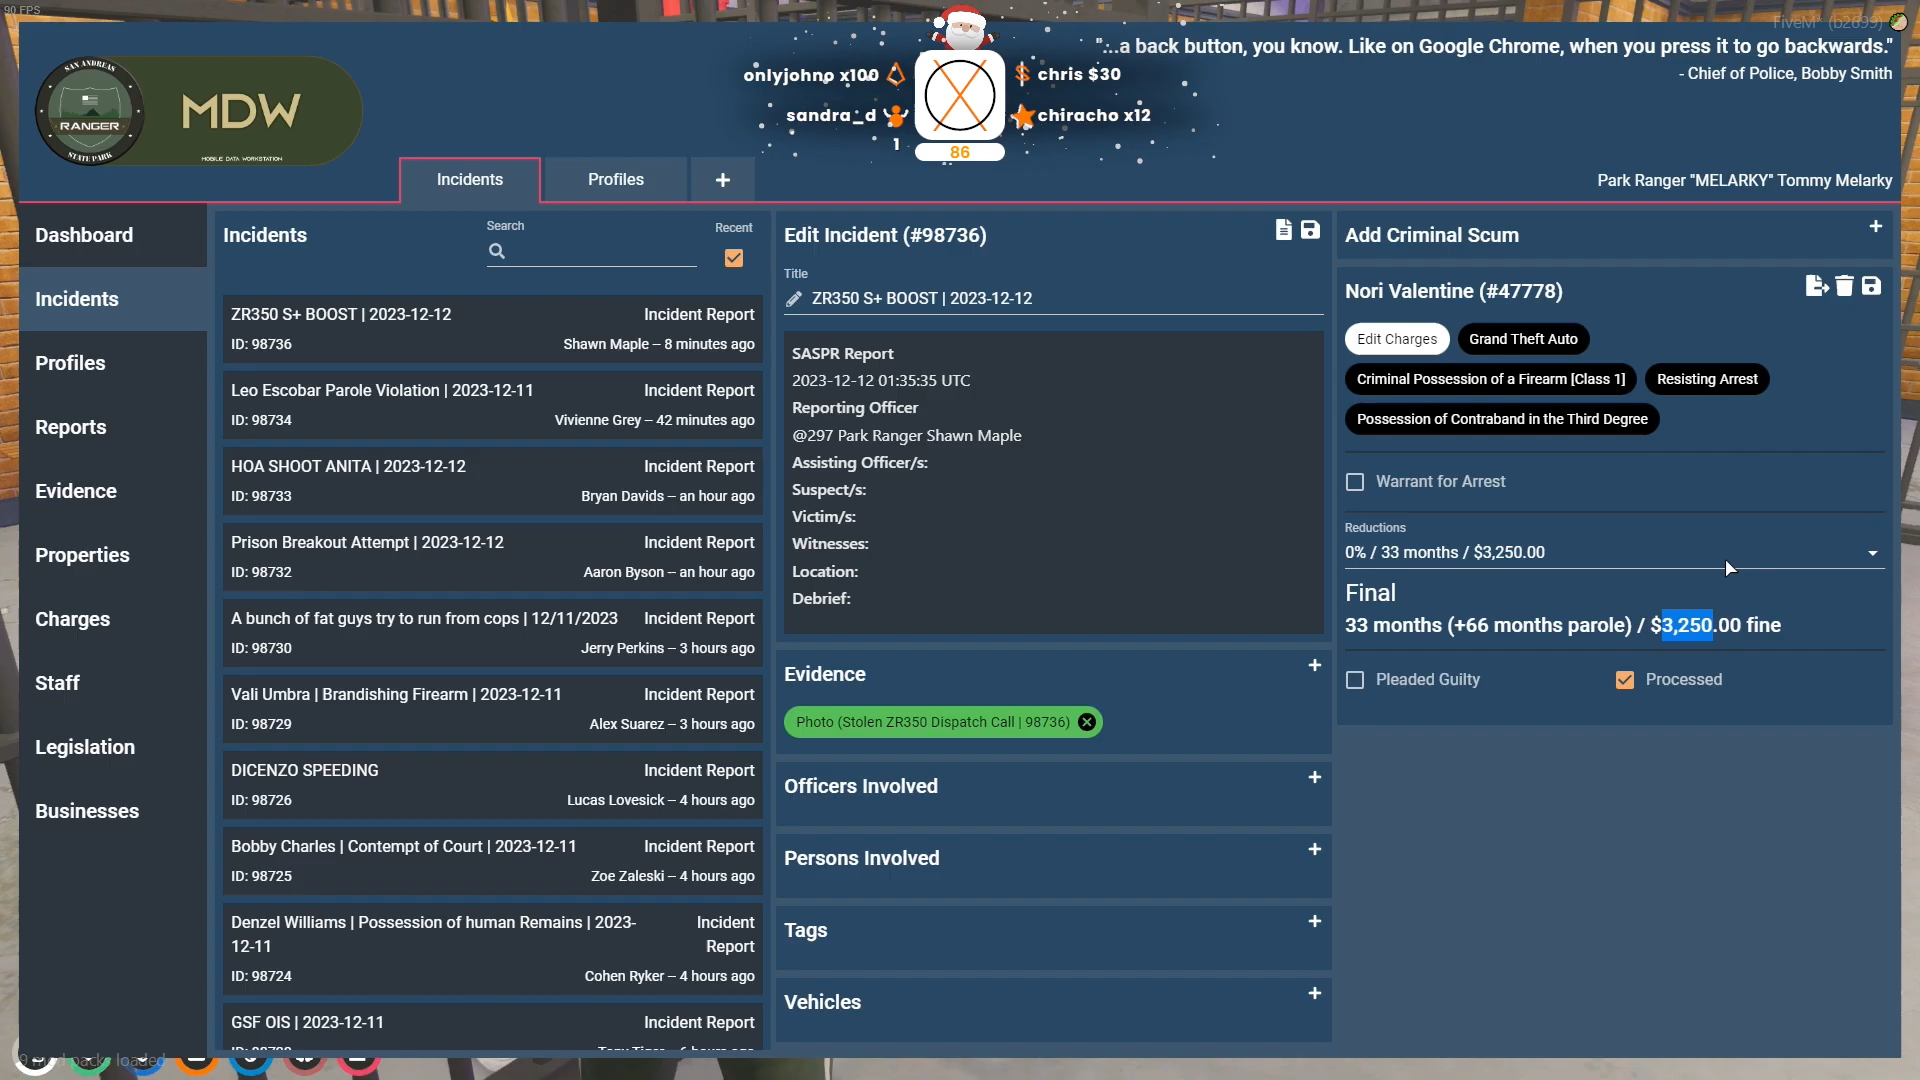 90 FPS
FiveM* (b2699)
"...a back button, you know. Like on Google Chrome, when you press it to go backwards."
- Chief of Police, Bobby Smith
SAN ANDREAS
RANGER
STATE PARK
MDW
MOBILE DATA WORKSTATION
onlyjohnp x100
chris $30
sandra_d
1
chiracho x12
86
Incidents
Profiles
+
Park Ranger "MELARKY" Tommy Melarky
Dashboard
Incidents
Profiles
Reports
Evidence
Properties
Charges
Staff
Legislation
Businesses
Incidents
Search
Recent
ZR350 S+ BOOST | 2023-12-12
Incident Report
ID: 98736
Shawn Maple – 8 minutes ago
Leo Escobar Parole Violation | 2023-12-11
Incident Report
ID: 98734
Vivienne Grey – 42 minutes ago
HOA SHOOT ANITA | 2023-12-12
Incident Report
ID: 98733
Bryan Davids – an hour ago
Prison Breakout Attempt | 2023-12-12
Incident Report
ID: 98732
Aaron Byson – an hour ago
A bunch of fat guys try to run from cops | 12/11/2023
Incident Report
ID: 98730
Jerry Perkins – 3 hours ago
Vali Umbra | Brandishing Firearm | 2023-12-11
Incident Report
ID: 98729
Alex Suarez – 3 hours ago
DICENZO SPEEDING
Incident Report
ID: 98726
Lucas Lovesick – 4 hours ago
Bobby Charles | Contempt of Court | 2023-12-11
Incident Report
ID: 98725
Zoe Zaleski – 4 hours ago
Denzel Williams | Possession of human Remains | 2023-
12-11
Incident
Report
ID: 98724
Cohen Ryker – 4 hours ago
GSF OIS | 2023-12-11
Incident Report
Edit Incident (#98736)
Title
ZR350 S+ BOOST | 2023-12-12
SASPR Report
2023-12-12 01:35:35 UTC
Reporting Officer
@297 Park Ranger Shawn Maple
Assisting Officer/s:
Suspect/s:
Victim/s:
Witnesses:
Location:
Debrief:
Evidence
Photo (Stolen ZR350 Dispatch Call | 98736)
Officers Involved
Persons Involved
Tags
Vehicles
Add Criminal Scum
Nori Valentine (#47778)
Edit Charges
Grand Theft Auto
Criminal Possession of a Firearm [Class 1]
Resisting Arrest
Possession of Contraband in the Third Degree
Warrant for Arrest
Reductions
0% / 33 months / $3,250.00
Final
33 months (+66 months parole) / $3,250.00 fine
Pleaded Guilty
Processed
packs loaded